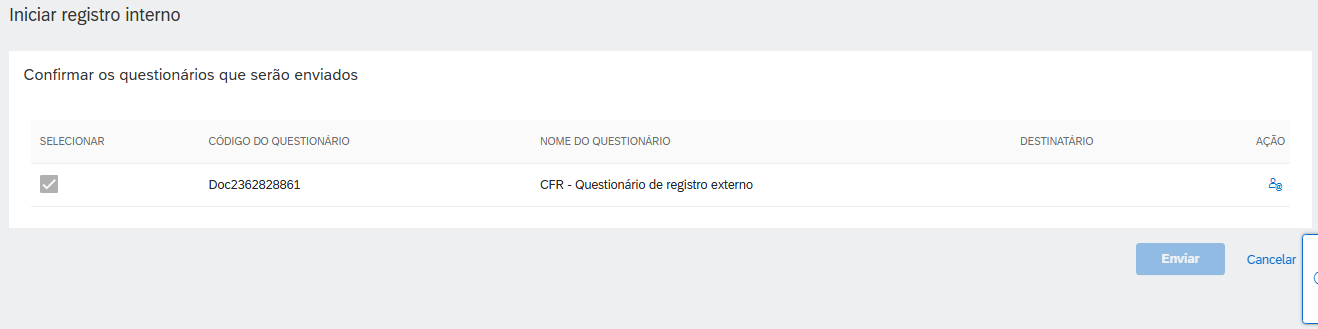 Iniciar registro interno
Confirmar os questionários que serão enviados
SELECIONAR CÓDIGO DO QUESTIONÁRIO NOME DO QUESTIONÁRIO DESTINATÁRIO AÇÃO
Doc2362828861 CFR - Questionário de registro externo
Enviar Cancelar